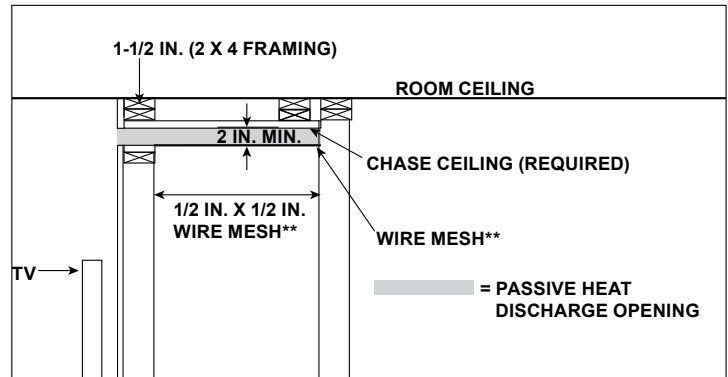 1-1/2 IN. (2 X 4 FRAMING)
ROOM CEILING
2 IN. MIN.
CHASE CEILING (REQUIRED)
1/2 IN. X 1/2 IN.
WIRE MESH**
WIRE MESH**
TV
= PASSIVE HEAT
DISCHARGE OPENING